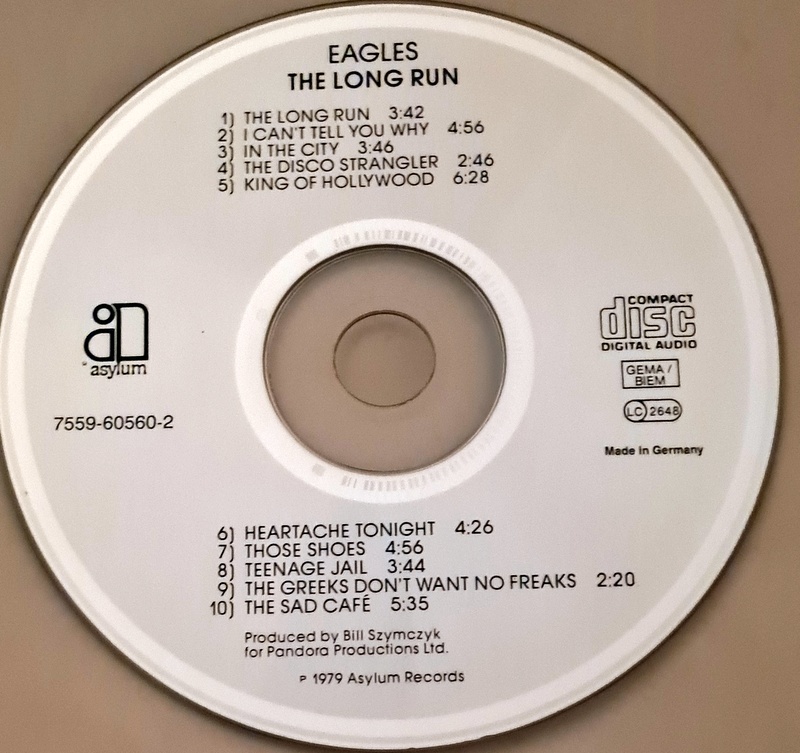 EAGLES
THE LONG RUN
1) THE LONG RUN 3:42
2) I CAN'T TELL YOU WHY 4:56
3) IN THE CITY 3:46
4) THE DISCO STRANGLER 2:46
5) KING OF HOLLYWOOD 6:28
asylum
7559-60560-2
COMPACT
disc
DIGITAL AUDIO
GEMA /
BIEM
LC 2648
Made in Germany
6) HEARTACHE TONIGHT 4:26
7) THOSE SHOES 4:56
8) TEENAGE JAIL 3:44
9) THE GREEKS DON'T WANT NO FREAKS 2:20
10) THE SAD CAFÉ 5:35
Produced by Bill Szymczyk
for Pandora Productions Ltd.
℗ 1979 Asylum Records